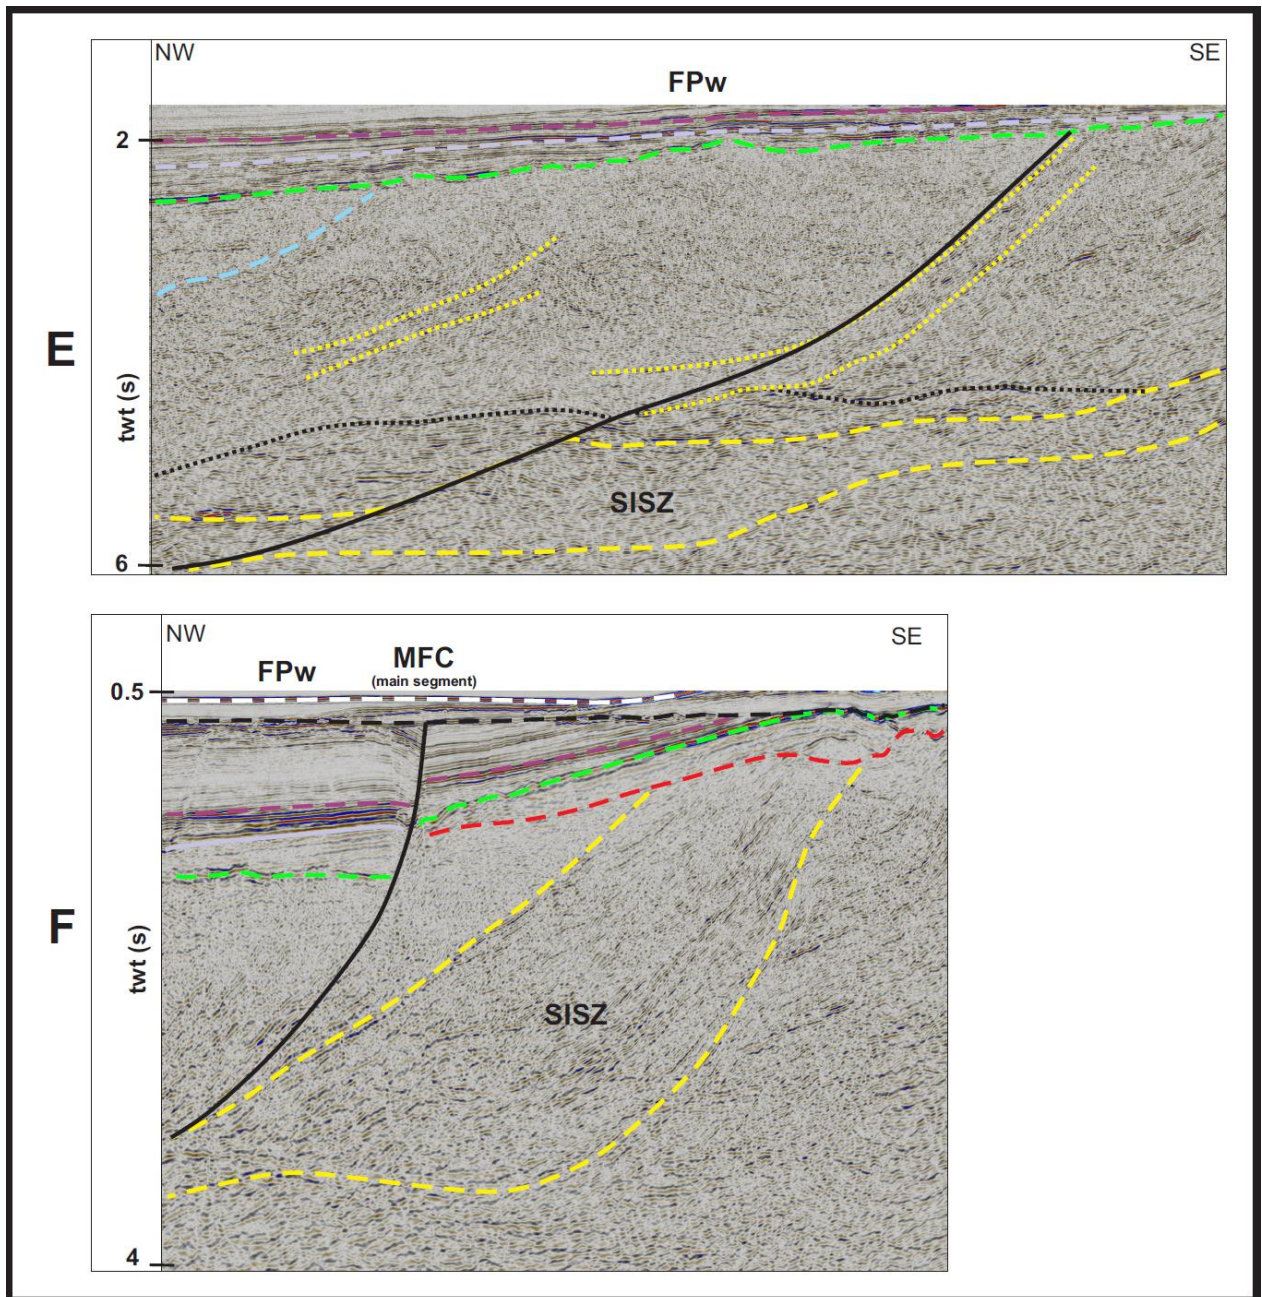 NW
SE
FPw
2
E
twt (s)
SISZ
6
NW
SE
FPw
MFC
(main segment)
0.5
F
twt (s)
SISZ
4